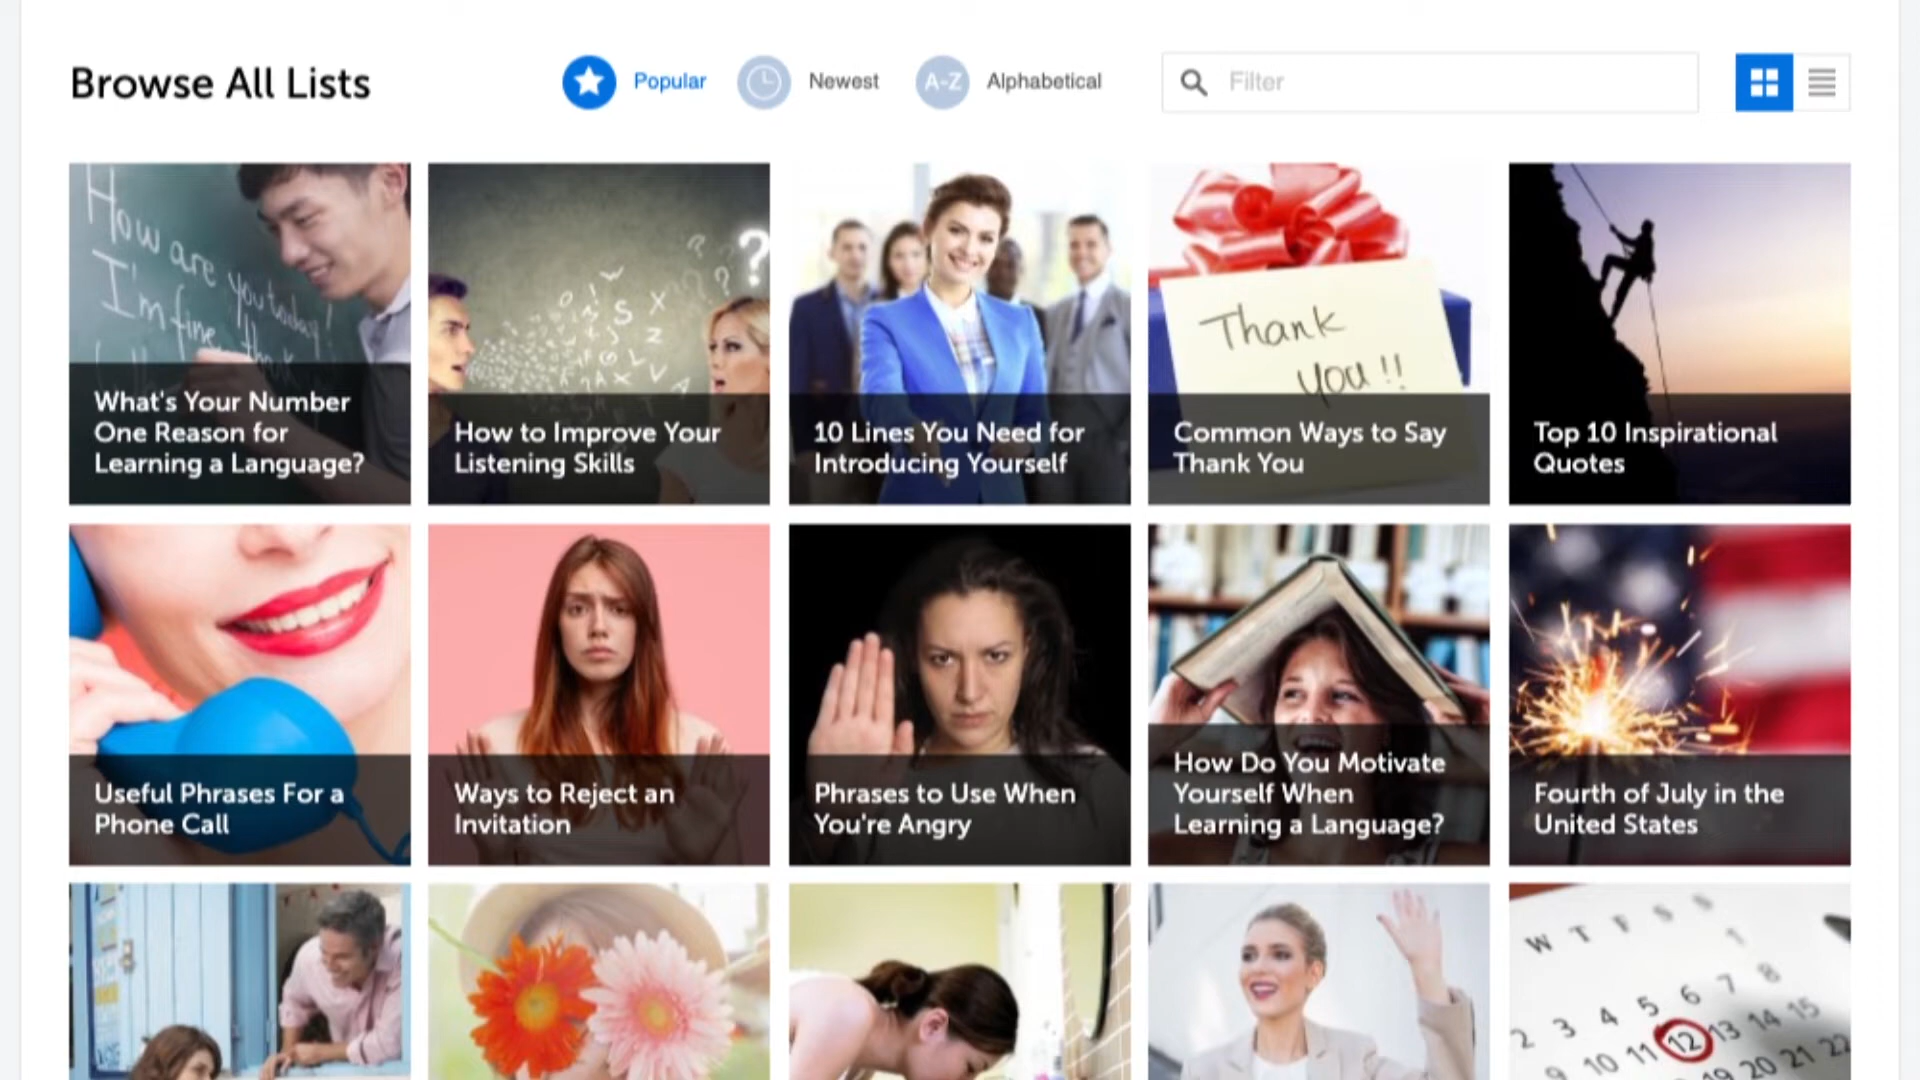 Browse All Lists
Popular
Newest
A-Z
Alphabetical
Filter
How are you today!
I'm fine
Thank
you!!
What's Your Number
One Reason for
Learning a Language?
How to Improve Your
Listening Skills
10 Lines You Need for
Introducing Yourself
Common Ways to Say
Thank You
Top 10 Inspirational
Quotes
Useful Phrases For a
Phone Call
Ways to Reject an
Invitation
Phrases to Use When
You're Angry
How Do You Motivate
Yourself When
Learning a Language?
Fourth of July in the
United States
W T F S S
1
2 3 4 5 6 7 8
9 10 11 12 13 14 15
19 20 21 22